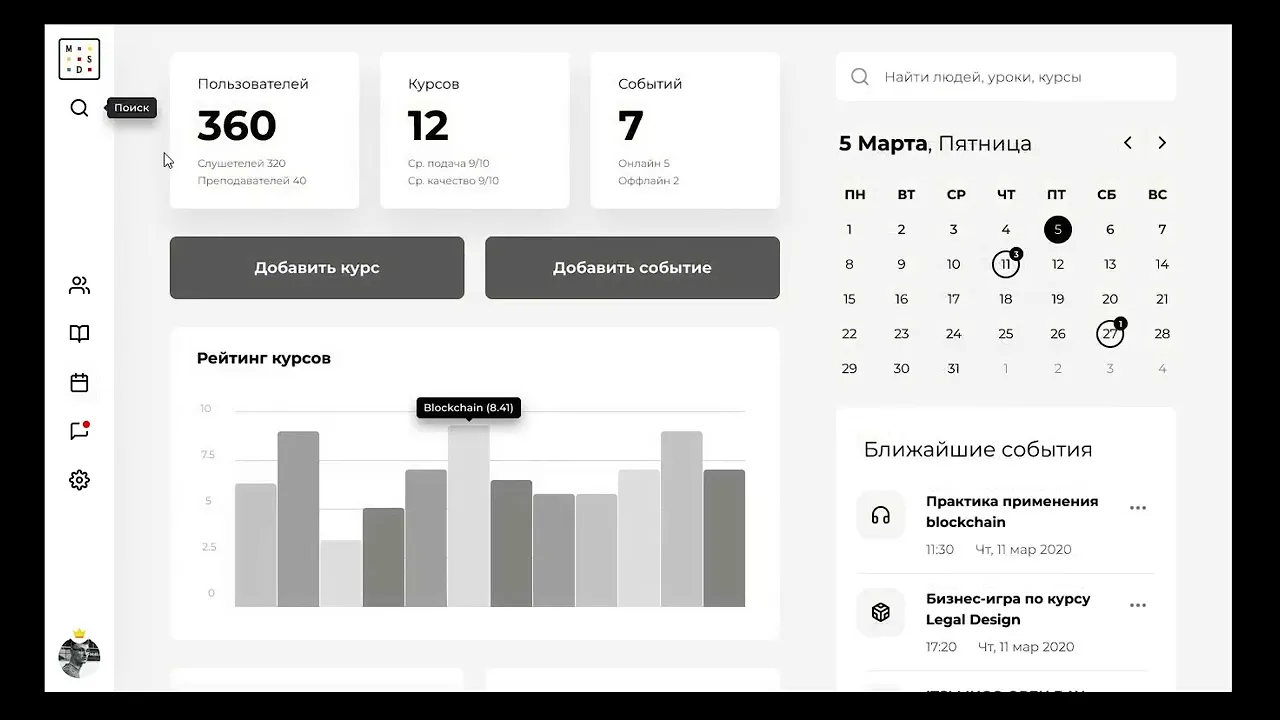 M
S
D
Поиск
Пользователей
360
Слушетелей 320
Преподавателей 40
Курсов
12
Ср. подача 9/10
Ср. качество 9/10
Событий
7
Онлайн 5
Оффлайн 2
Добавить курс
Добавить событие
Рейтинг курсов
10
7.5
5
2.5
0
Blockchain (8.41)
Найти людей, уроки, курсы
5 Марта, Пятница
ПН ВТ СР ЧТ ПТ СБ ВС
1 2 3 4 5 6 7
8 9 10 11 3 12 13 14
15 16 17 18 19 20 21
22 23 24 25 26 27 1 28
29 30 31 1 2 3 4
Ближайшие события
Практика применения
blockchain
11:30 Чт, 11 мар 2020
Бизнес-игра по курсу
Legal Design
17:20 Чт, 11 мар 2020